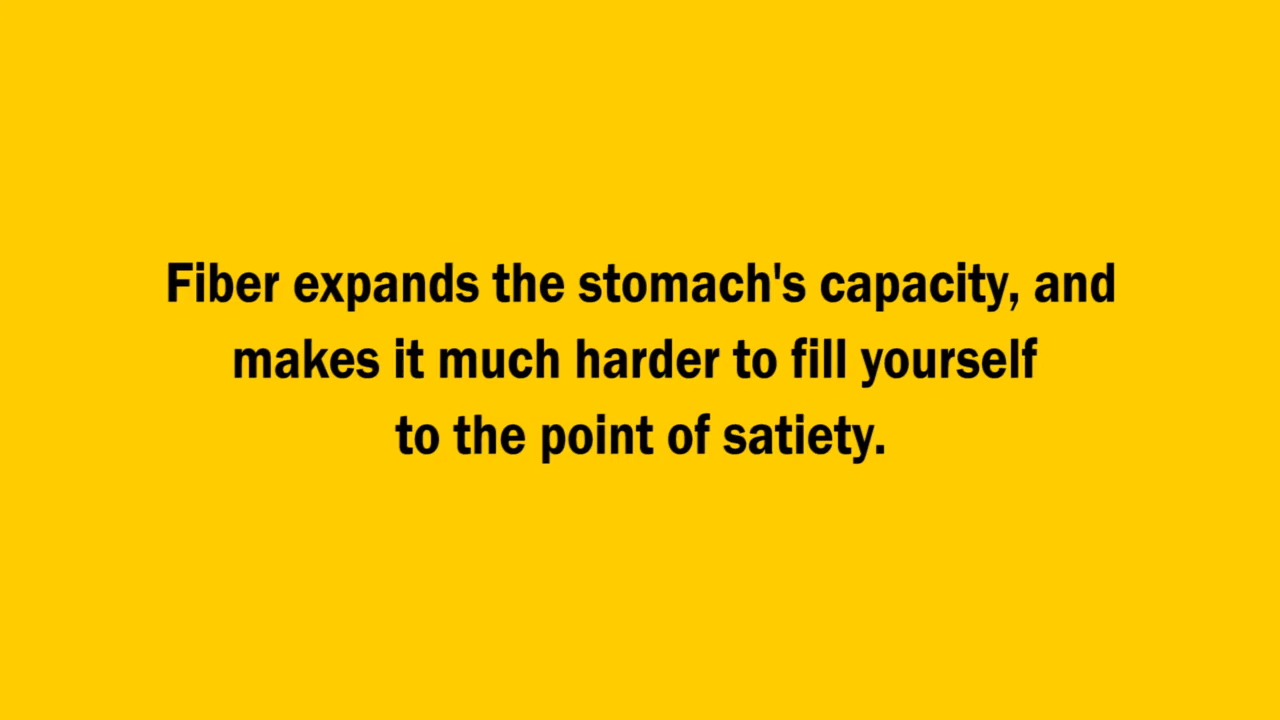 Fiber expands the stomach's capacity, and
makes it much harder to fill yourself
to the point of satiety.